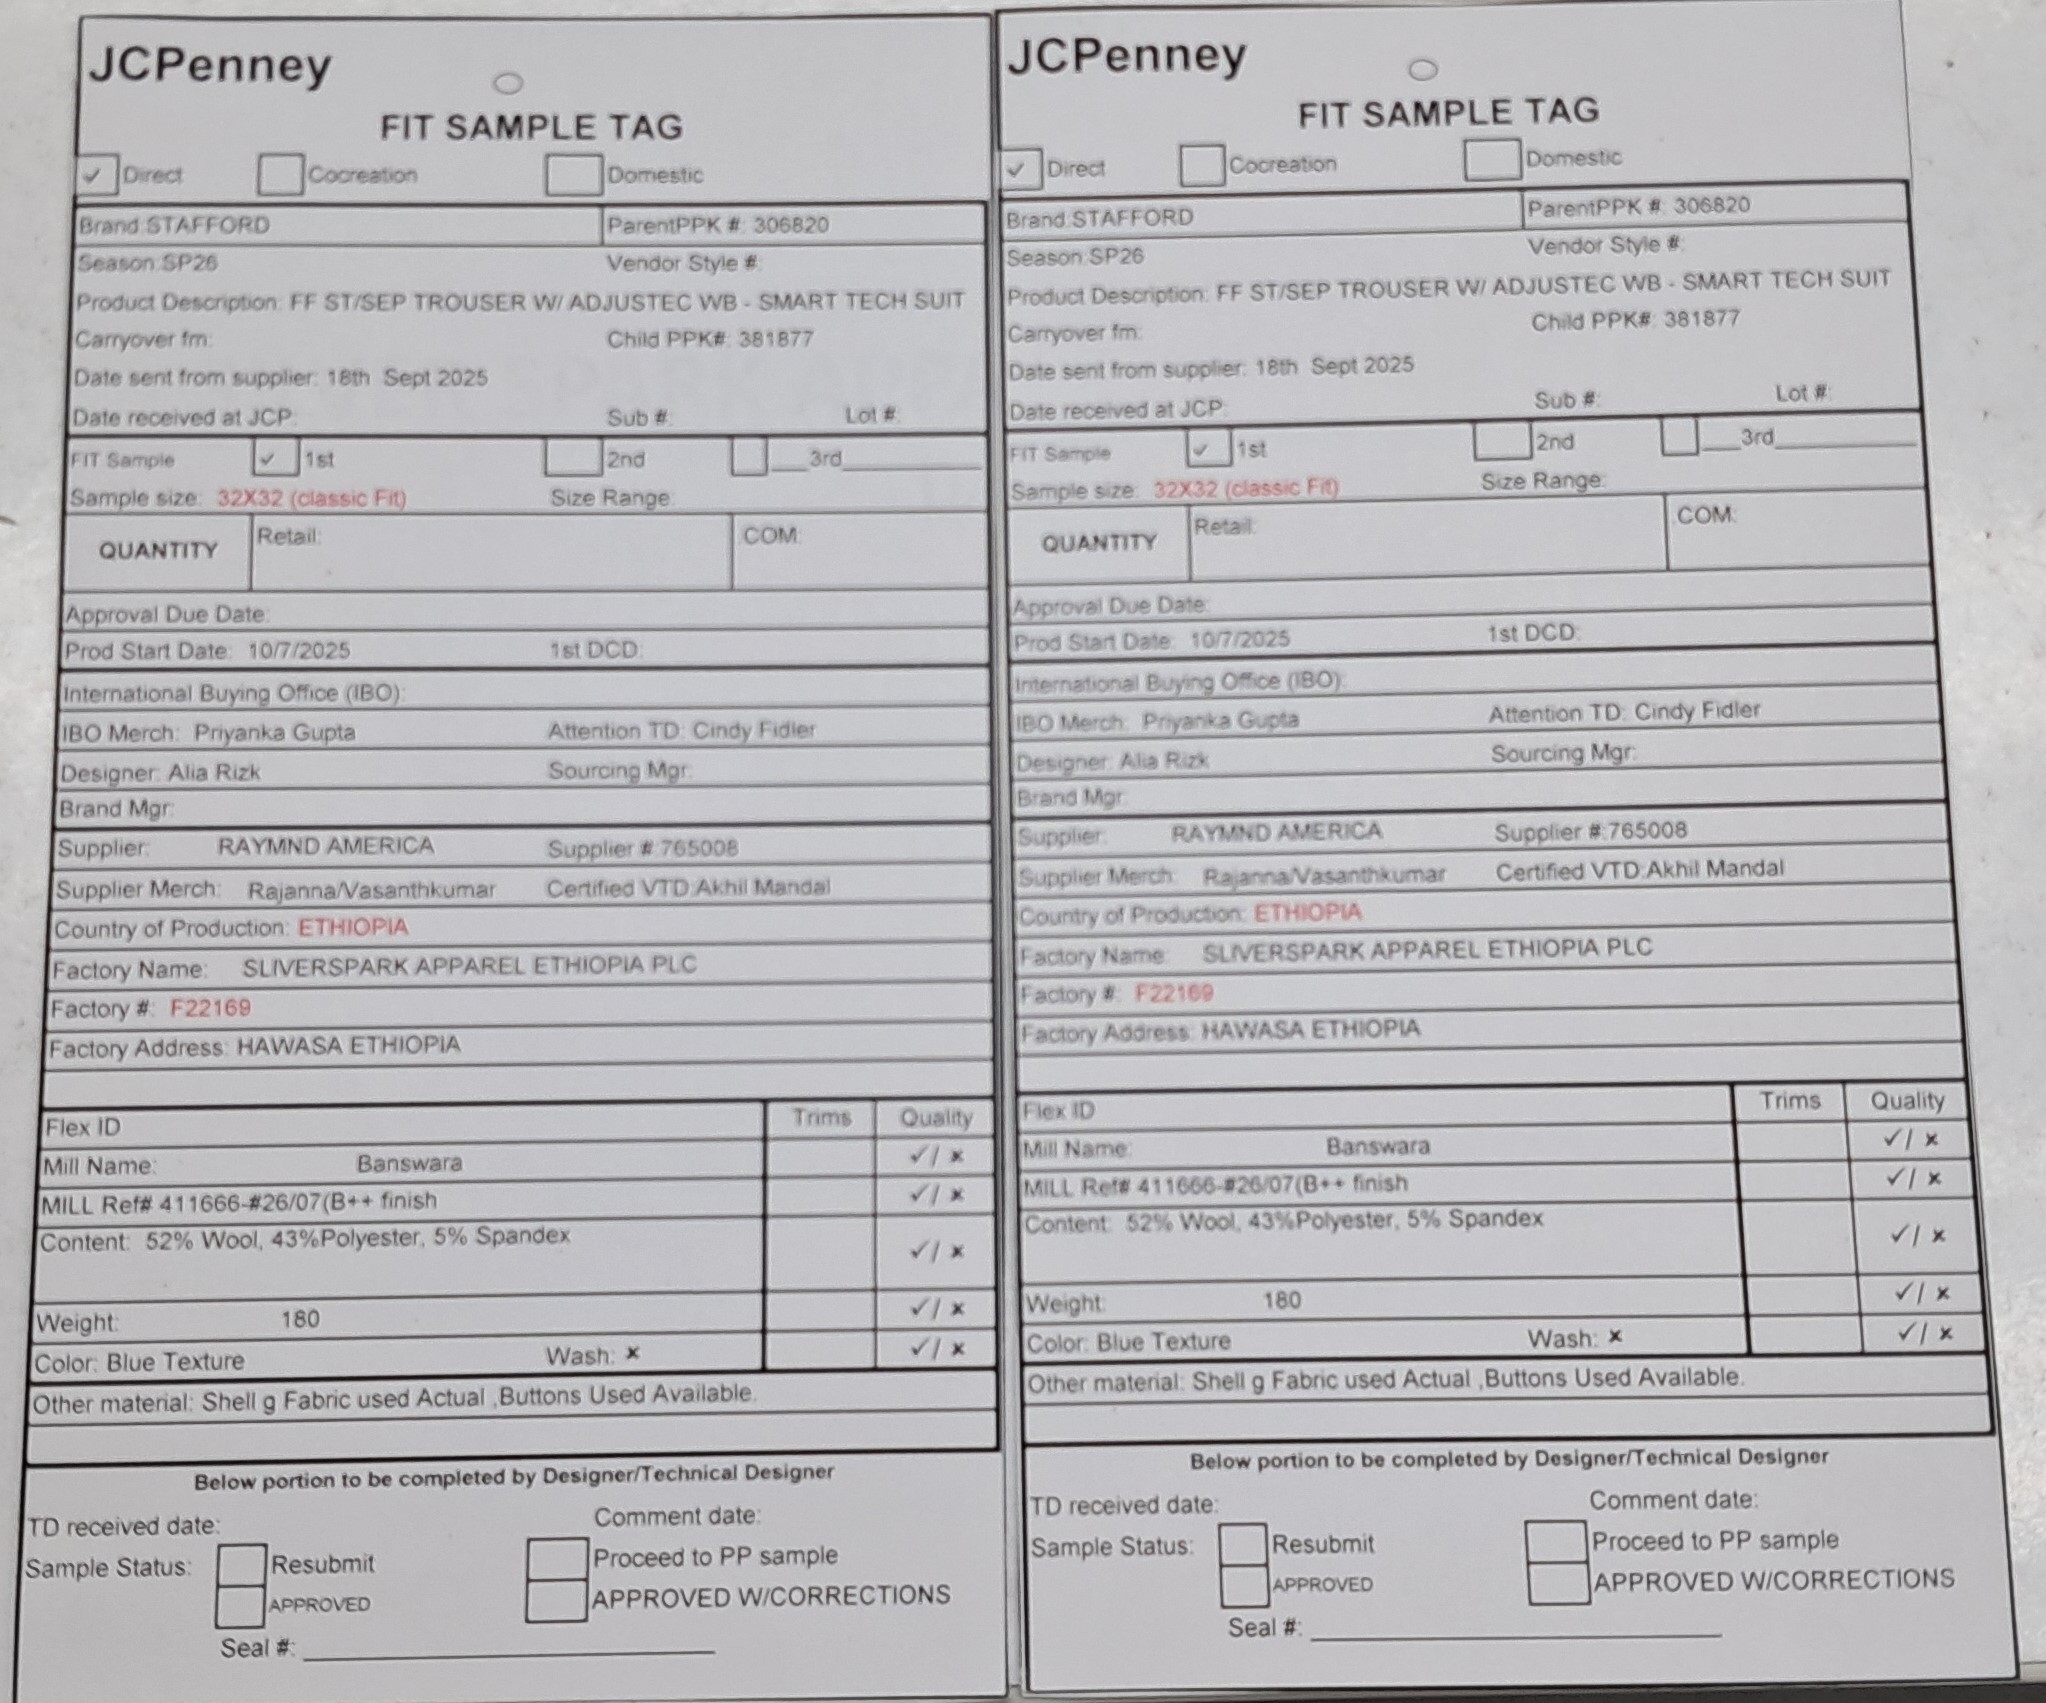 JCPenney
FIT SAMPLE TAG
✓ Direct Cocreation Domestic
Brand:STAFFORD ParentPPK #: 306820
Season:SP26 Vendor Style #:
Product Description: FF ST/SEP TROUSER W/ ADJUSTEC WB - SMART TECH SUIT
Carryover fm: Child PPK#: 381877
Date sent from supplier: 18th Sept 2025
Date received at JCP: Sub #: Lot #:
FIT Sample ✓ 1st 2nd ___3rd___________
Sample size: 32X32 (classic Fit) Size Range:
QUANTITY Retail: COM:
Approval Due Date:
Prod Start Date: 10/7/2025 1st DCD:
International Buying Office (IBO):
IBO Merch: Priyanka Gupta Attention TD: Cindy Fidler
Designer: Alia Rizk Sourcing Mgr:
Brand Mgr:
Supplier: RAYMND AMERICA Supplier #:765008
Supplier Merch: Rajanna/Vasanthkumar Certified VTD:Akhil Mandal
Country of Production: ETHIOPIA
Factory Name: SLIVERSPARK APPAREL ETHIOPIA PLC
Factory #: F22169
Factory Address: HAWASA ETHIOPIA
Flex ID Trims Quality
Mill Name: Banswara ✓/ ×
MILL Ref# 411666-#26/07(B++ finish ✓/ ×
Content: 52% Wool, 43%Polyester, 5% Spandex ✓/ ×
Weight: 180 ✓/ ×
Color: Blue Texture Wash: × ✓/ ×
Other material: Shell g Fabric used Actual ,Buttons Used Available.
Below portion to be completed by Designer/Technical Designer
TD received date: Comment date:
Sample Status: Resubmit Proceed to PP sample
APPROVED APPROVED W/CORRECTIONS
Seal #: ____________________
JCPenney
FIT SAMPLE TAG
✓ Direct Cocreation Domestic
Brand:STAFFORD ParentPPK #: 306820
Season:SP26 Vendor Style #:
Product Description: FF ST/SEP TROUSER W/ ADJUSTEC WB - SMART TECH SUIT
Carryover fm: Child PPK#: 381877
Date sent from supplier: 18th Sept 2025
Date received at JCP: Sub #: Lot #:
FIT Sample ✓ 1st 2nd ___3rd___________
Sample size: 32X32 (classic Fit) Size Range:
QUANTITY Retail: COM:
Approval Due Date:
Prod Start Date: 10/7/2025 1st DCD:
International Buying Office (IBO):
IBO Merch: Priyanka Gupta Attention TD: Cindy Fidler
Designer: Alia Rizk Sourcing Mgr:
Brand Mgr:
Supplier: RAYMND AMERICA Supplier #:765008
Supplier Merch: Rajanna/Vasanthkumar Certified VTD:Akhil Mandal
Country of Production: ETHIOPIA
Factory Name: SLIVERSPARK APPAREL ETHIOPIA PLC
Factory #: F22169
Factory Address: HAWASA ETHIOPIA
Flex ID Trims Quality
Mill Name: Banswara ✓/ ×
MILL Ref# 411666-#26/07(B++ finish ✓/ ×
Content: 52% Wool, 43%Polyester, 5% Spandex ✓/ ×
Weight: 180 ✓/ ×
Color: Blue Texture Wash: × ✓/ ×
Other material: Shell g Fabric used Actual ,Buttons Used Available.
Below portion to be completed by Designer/Technical Designer
TD received date: Comment date:
Sample Status: Resubmit Proceed to PP sample
APPROVED APPROVED W/CORRECTIONS
Seal #: ____________________